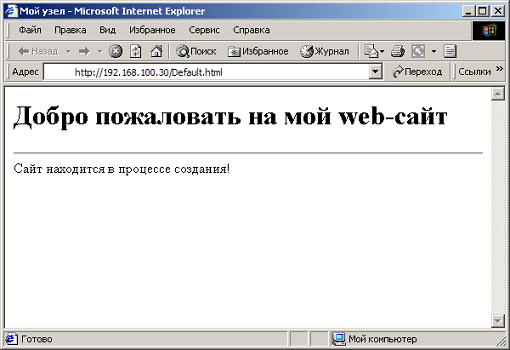 Мой узел - Microsoft Internet Explorer
Файл Правка Вид Избранное Сервис Справка
Назад Поиск Избранное Журнал
Адрес http://192.168.100.30/Default.html Переход Ссылки »
Добро пожаловать на мой web-сайт
Сайт находится в процессе создания!
Готово Мой компьютер